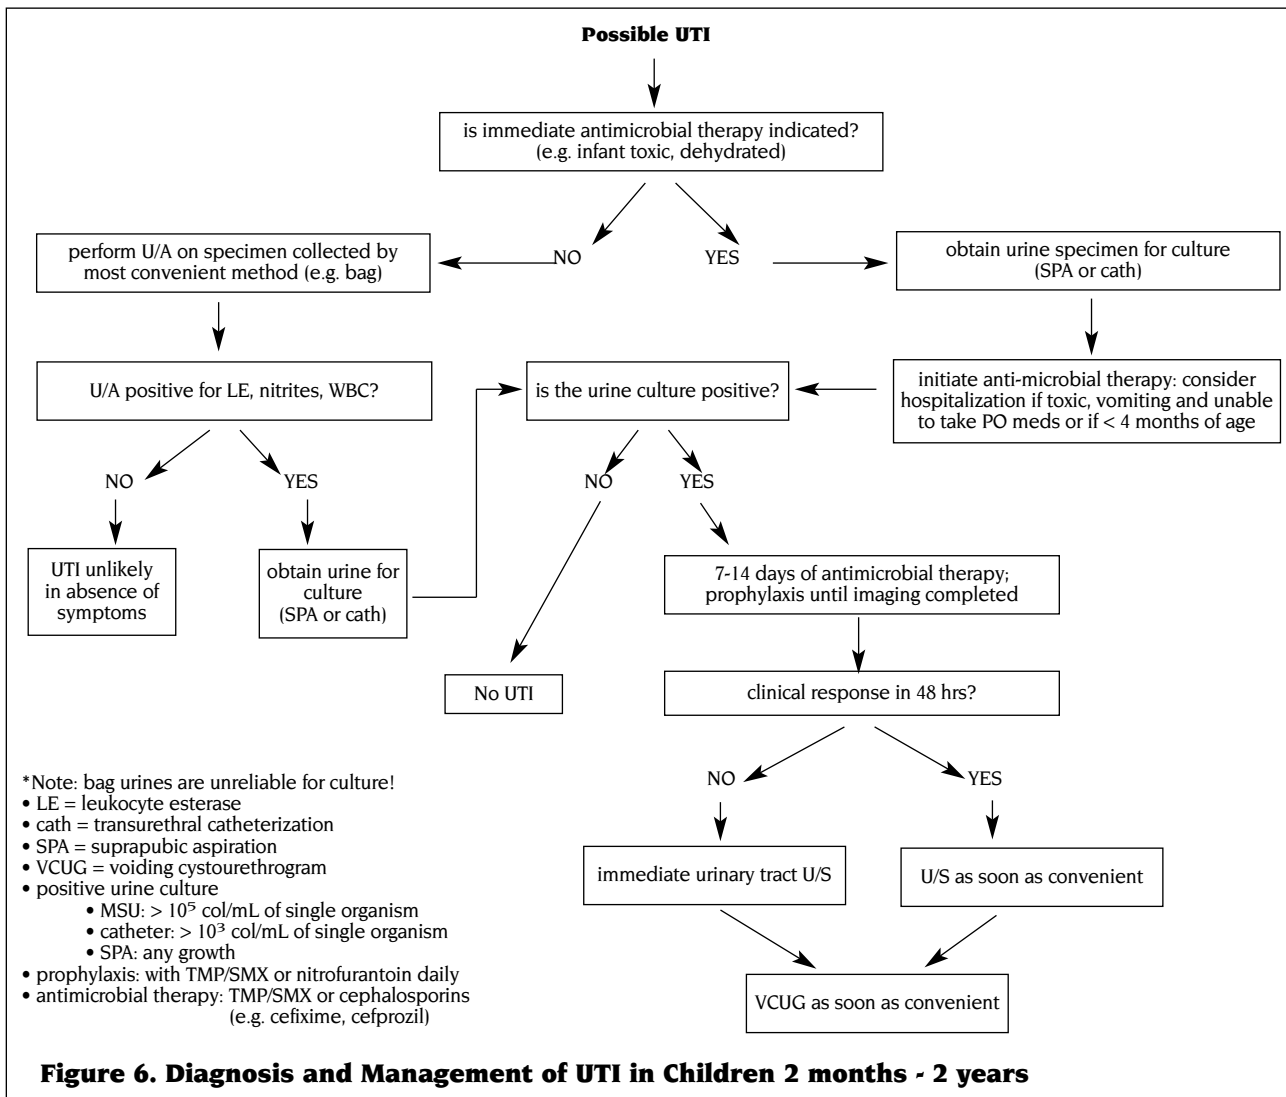 Possible UTI
is immediate antimicrobial therapy indicated?
(e.g. infant toxic, dehydrated)
NO
YES
perform U/A on specimen collected by
most convenient method (e.g. bag)
obtain urine specimen for culture
(SPA or cath)
U/A positive for LE, nitrites, WBC?
is the urine culture positive?
initiate anti-microbial therapy: consider
hospitalization if toxic, vomiting and unable
to take PO meds or if < 4 months of age
NO
YES
NO
YES
UTI unlikely
in absence of
symptoms
obtain urine for
culture
(SPA or cath)
7-14 days of antimicrobial therapy;
prophylaxis until imaging completed
No UTI
clinical response in 48 hrs?
NO
YES
immediate urinary tract U/S
U/S as soon as convenient
VCUG as soon as convenient
*Note: bag urines are unreliable for culture!
• LE = leukocyte esterase
• cath = transurethral catheterization
• SPA = suprapubic aspiration
• VCUG = voiding cystourethrogram
• positive urine culture
• MSU: > 10⁵ col/mL of single organism
• catheter: > 10³ col/mL of single organism
• SPA: any growth
• prophylaxis: with TMP/SMX or nitrofurantoin daily
• antimicrobial therapy: TMP/SMX or cephalosporins
(e.g. cefixime, cefprozil)
Figure 6. Diagnosis and Management of UTI in Children 2 months - 2 years